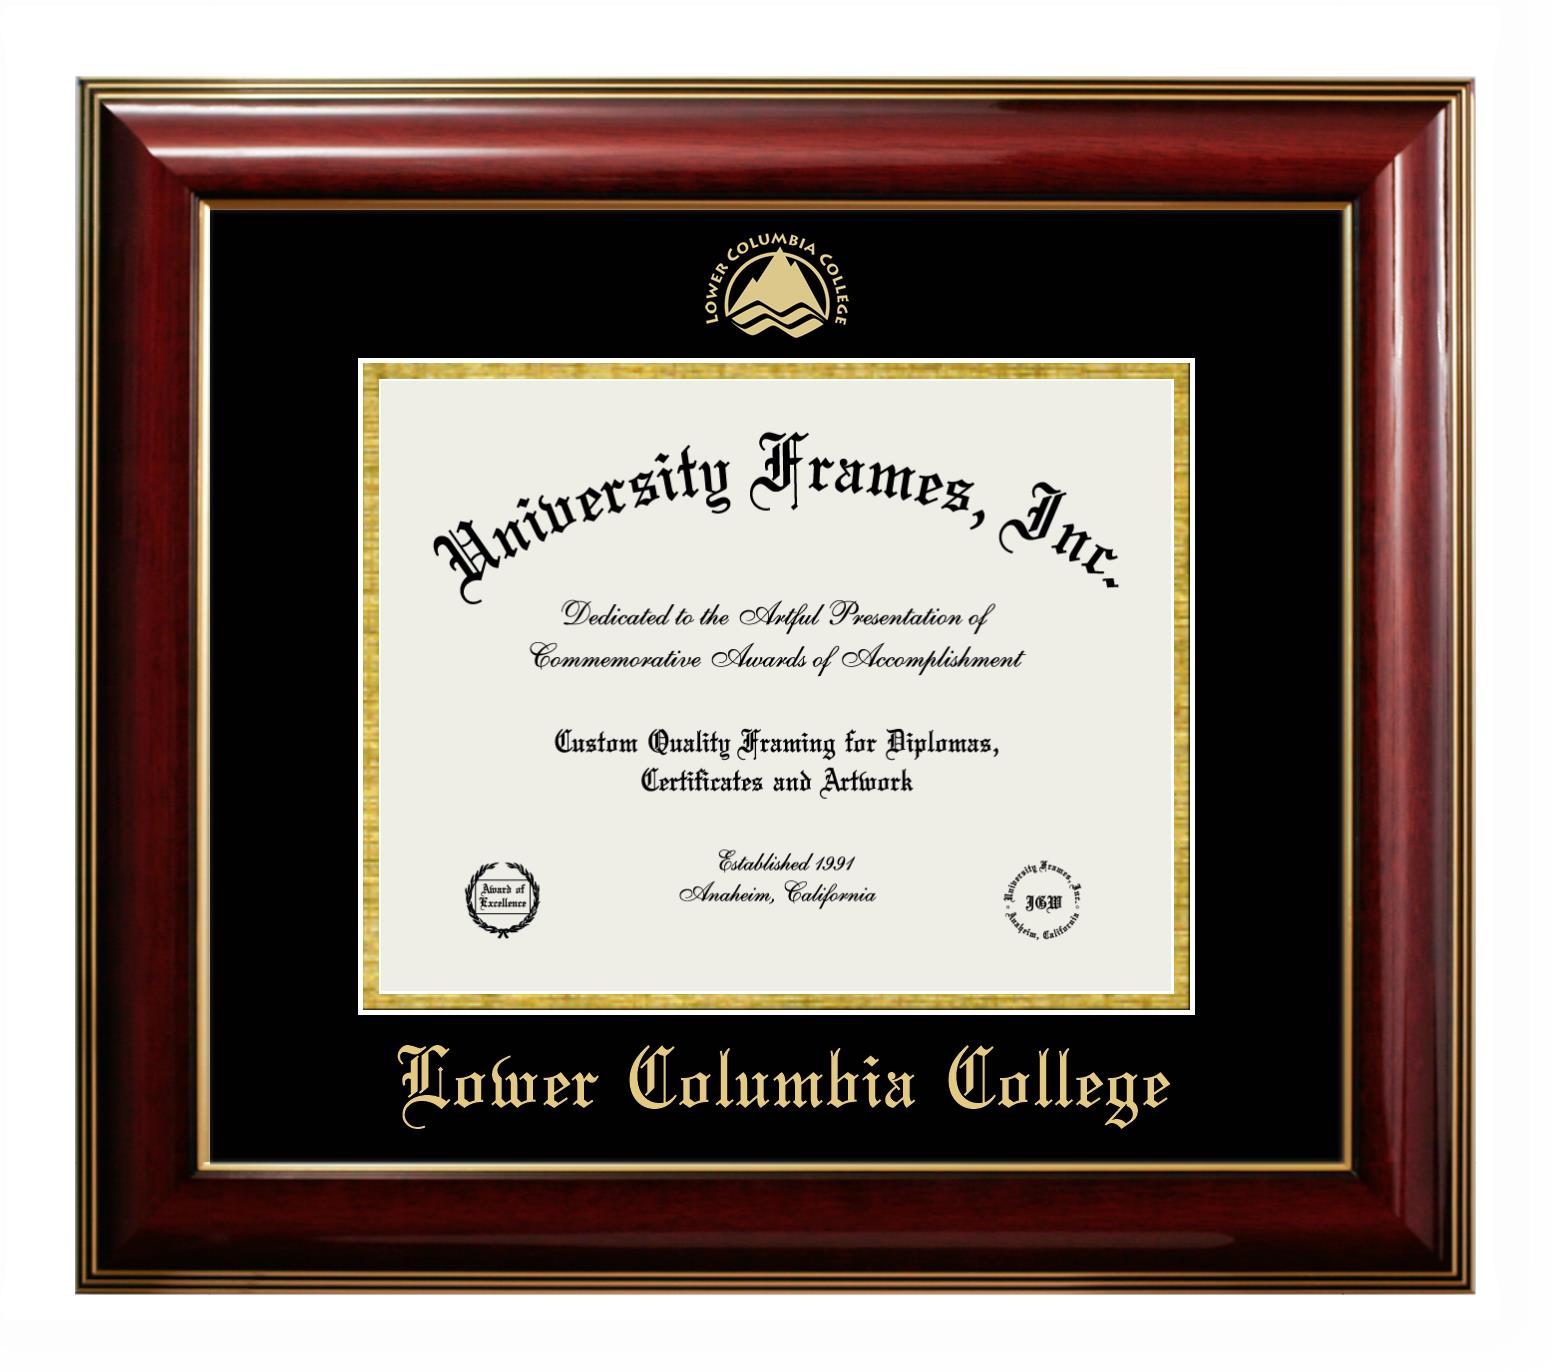 LOWER COLUMBIA COLLEGE
University Frames, Inc.
Dedicated to the Artful Presentation of
Commemorative Awards of Accomplishment
Custom Quality Framing for Diplomas,
Certificates and Artwork
Established 1991
Anaheim, California
Award of
Excellence
University Frames, Inc.
JGW
Anaheim, California
Lower Columbia College